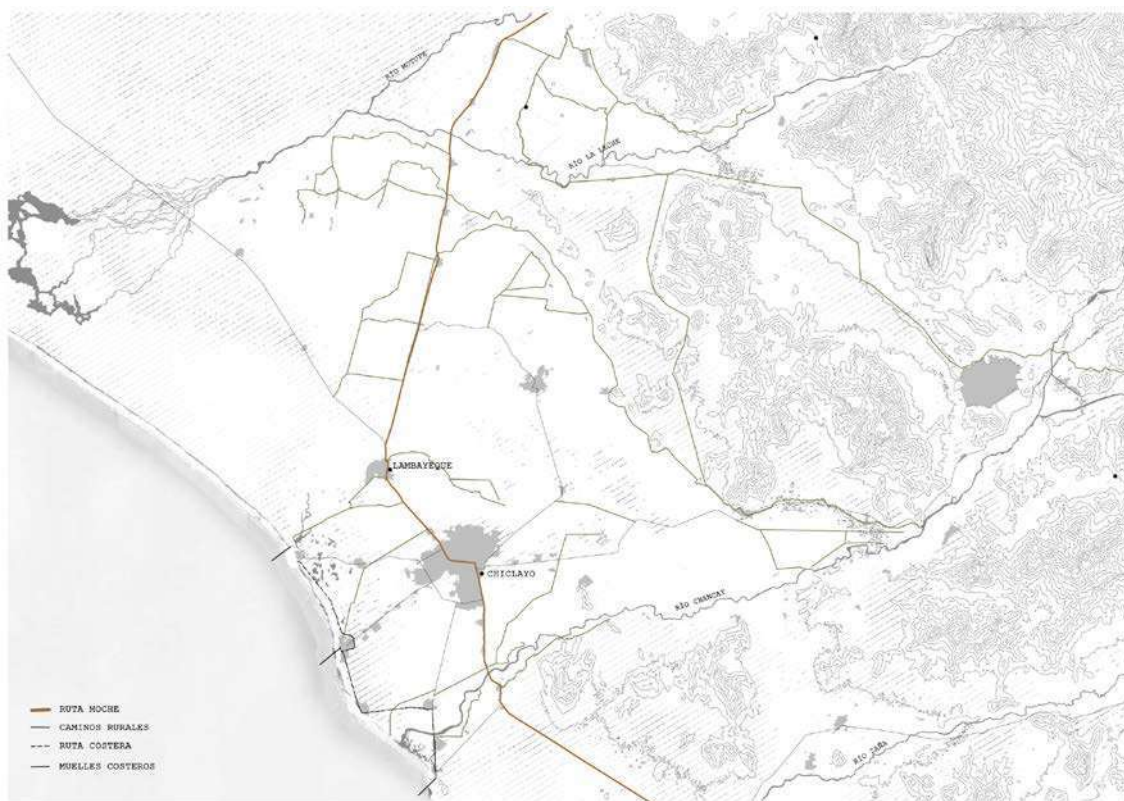 RÍO MOTUPE
RÍO LA LECHE
LAMBAYEQUE
CHICLAYO
RÍO CHANCAY
RUTA MOCHE
CAMINOS RURALES
RUTA COSTERA
MUELLES COSTEROS
RÍO ZAÑA